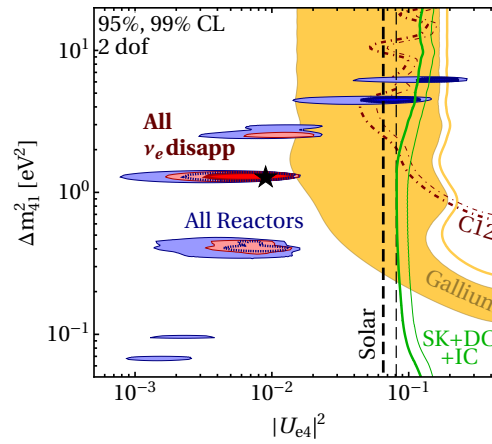 95%, 99% CL
2 dof
All
νe disapp
All Reactors
C12
Gallium
Solar
SK+DC
+IC
10¹
10⁰
10⁻¹
10⁻³
10⁻²
10⁻¹
Δm²₄₁ [eV²]
|Ue4|²